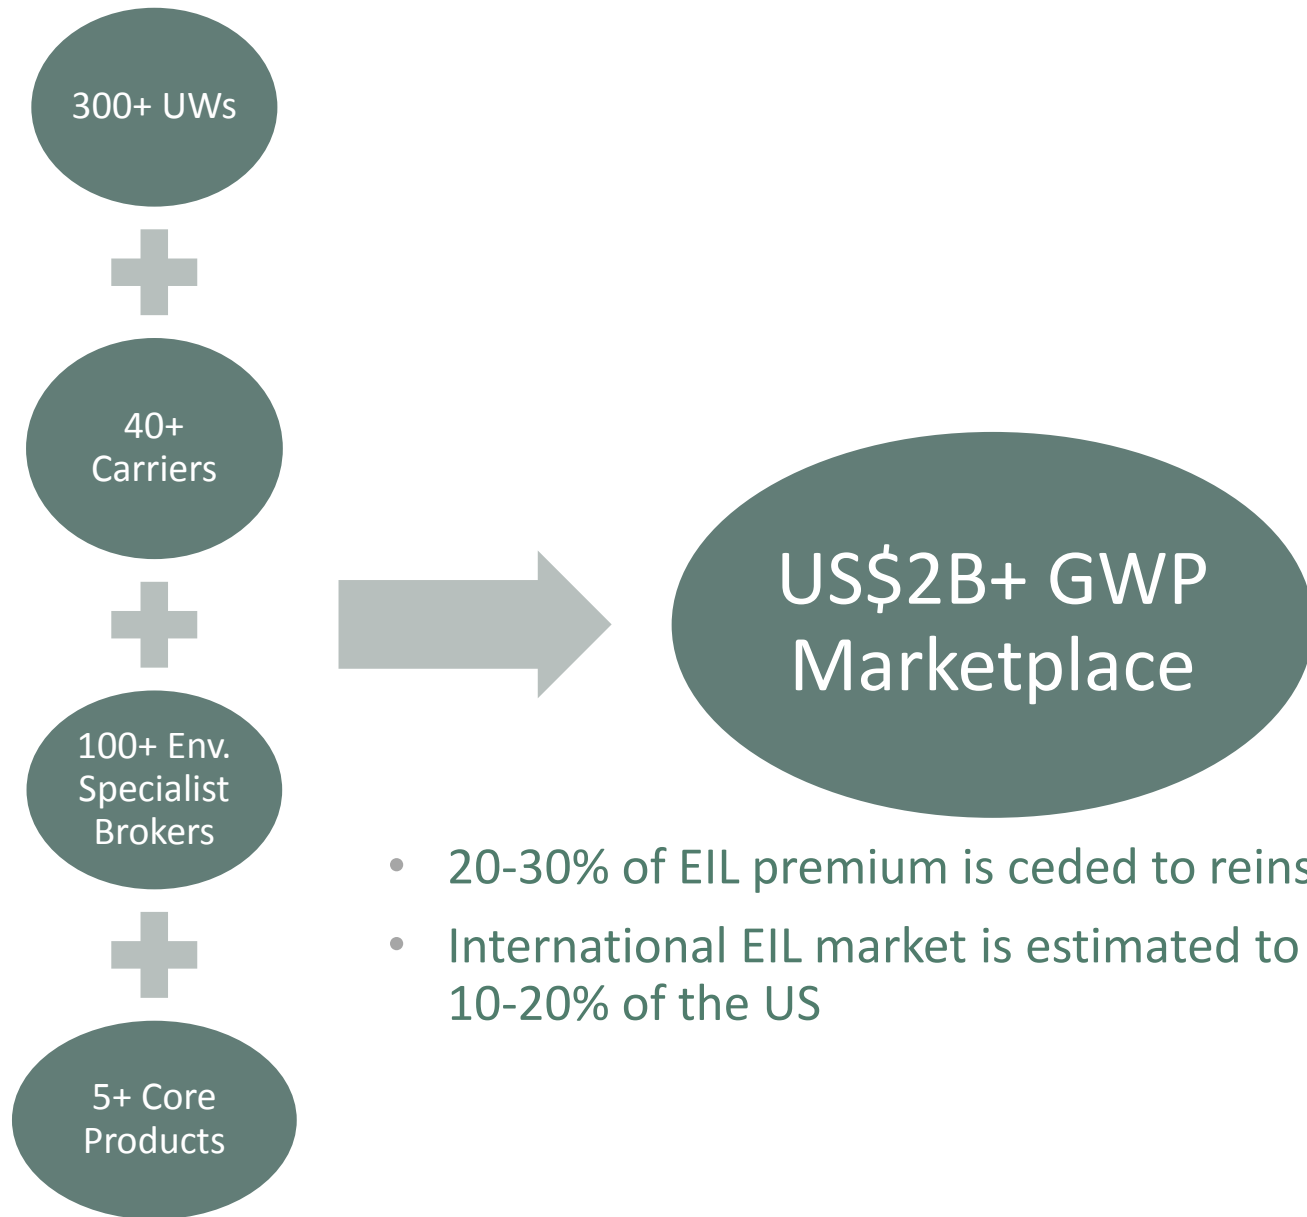 300+ UWs
40+
Carriers
100+ Env.
Specialist
Brokers
5+ Core
Products
US$2B+ GWP
Marketplace
• 20-30% of EIL premium is ceded to
• International EIL market is estimated to
10-20% of the US